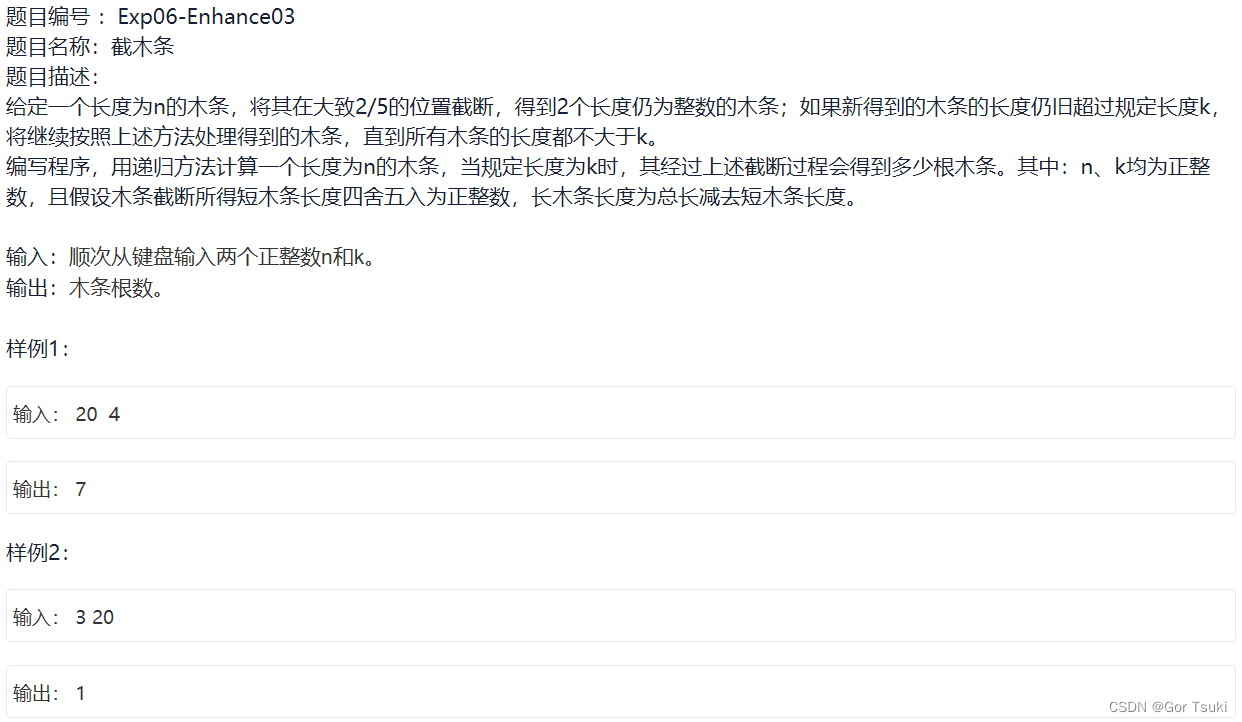 题目编号 ：Exp06-Enhance03
题目名称：截木条
题目描述：
给定一个长度为n的木条，将其在大致2/5的位置截断，得到2个长度仍为整数的木条；如果新得到的木条的长度仍旧超过规定长度k，
将继续按照上述方法处理得到的木条，直到所有木条的长度都不大于k。
编写程序，用递归方法计算一个长度为n的木条，当规定长度为k时，其经过上述截断过程会得到多少根木条。其中：n、k均为正整
数，且假设木条截断所得短木条长度四舍五入为正整数，长木条长度为总长减去短木条长度。
输入：顺次从键盘输入两个正整数n和k。
输出：木条根数。
样例1：
输入： 20  4
输出： 7
样例2：
输入： 3 20
输出： 1
CSDN @Gor Tsuki